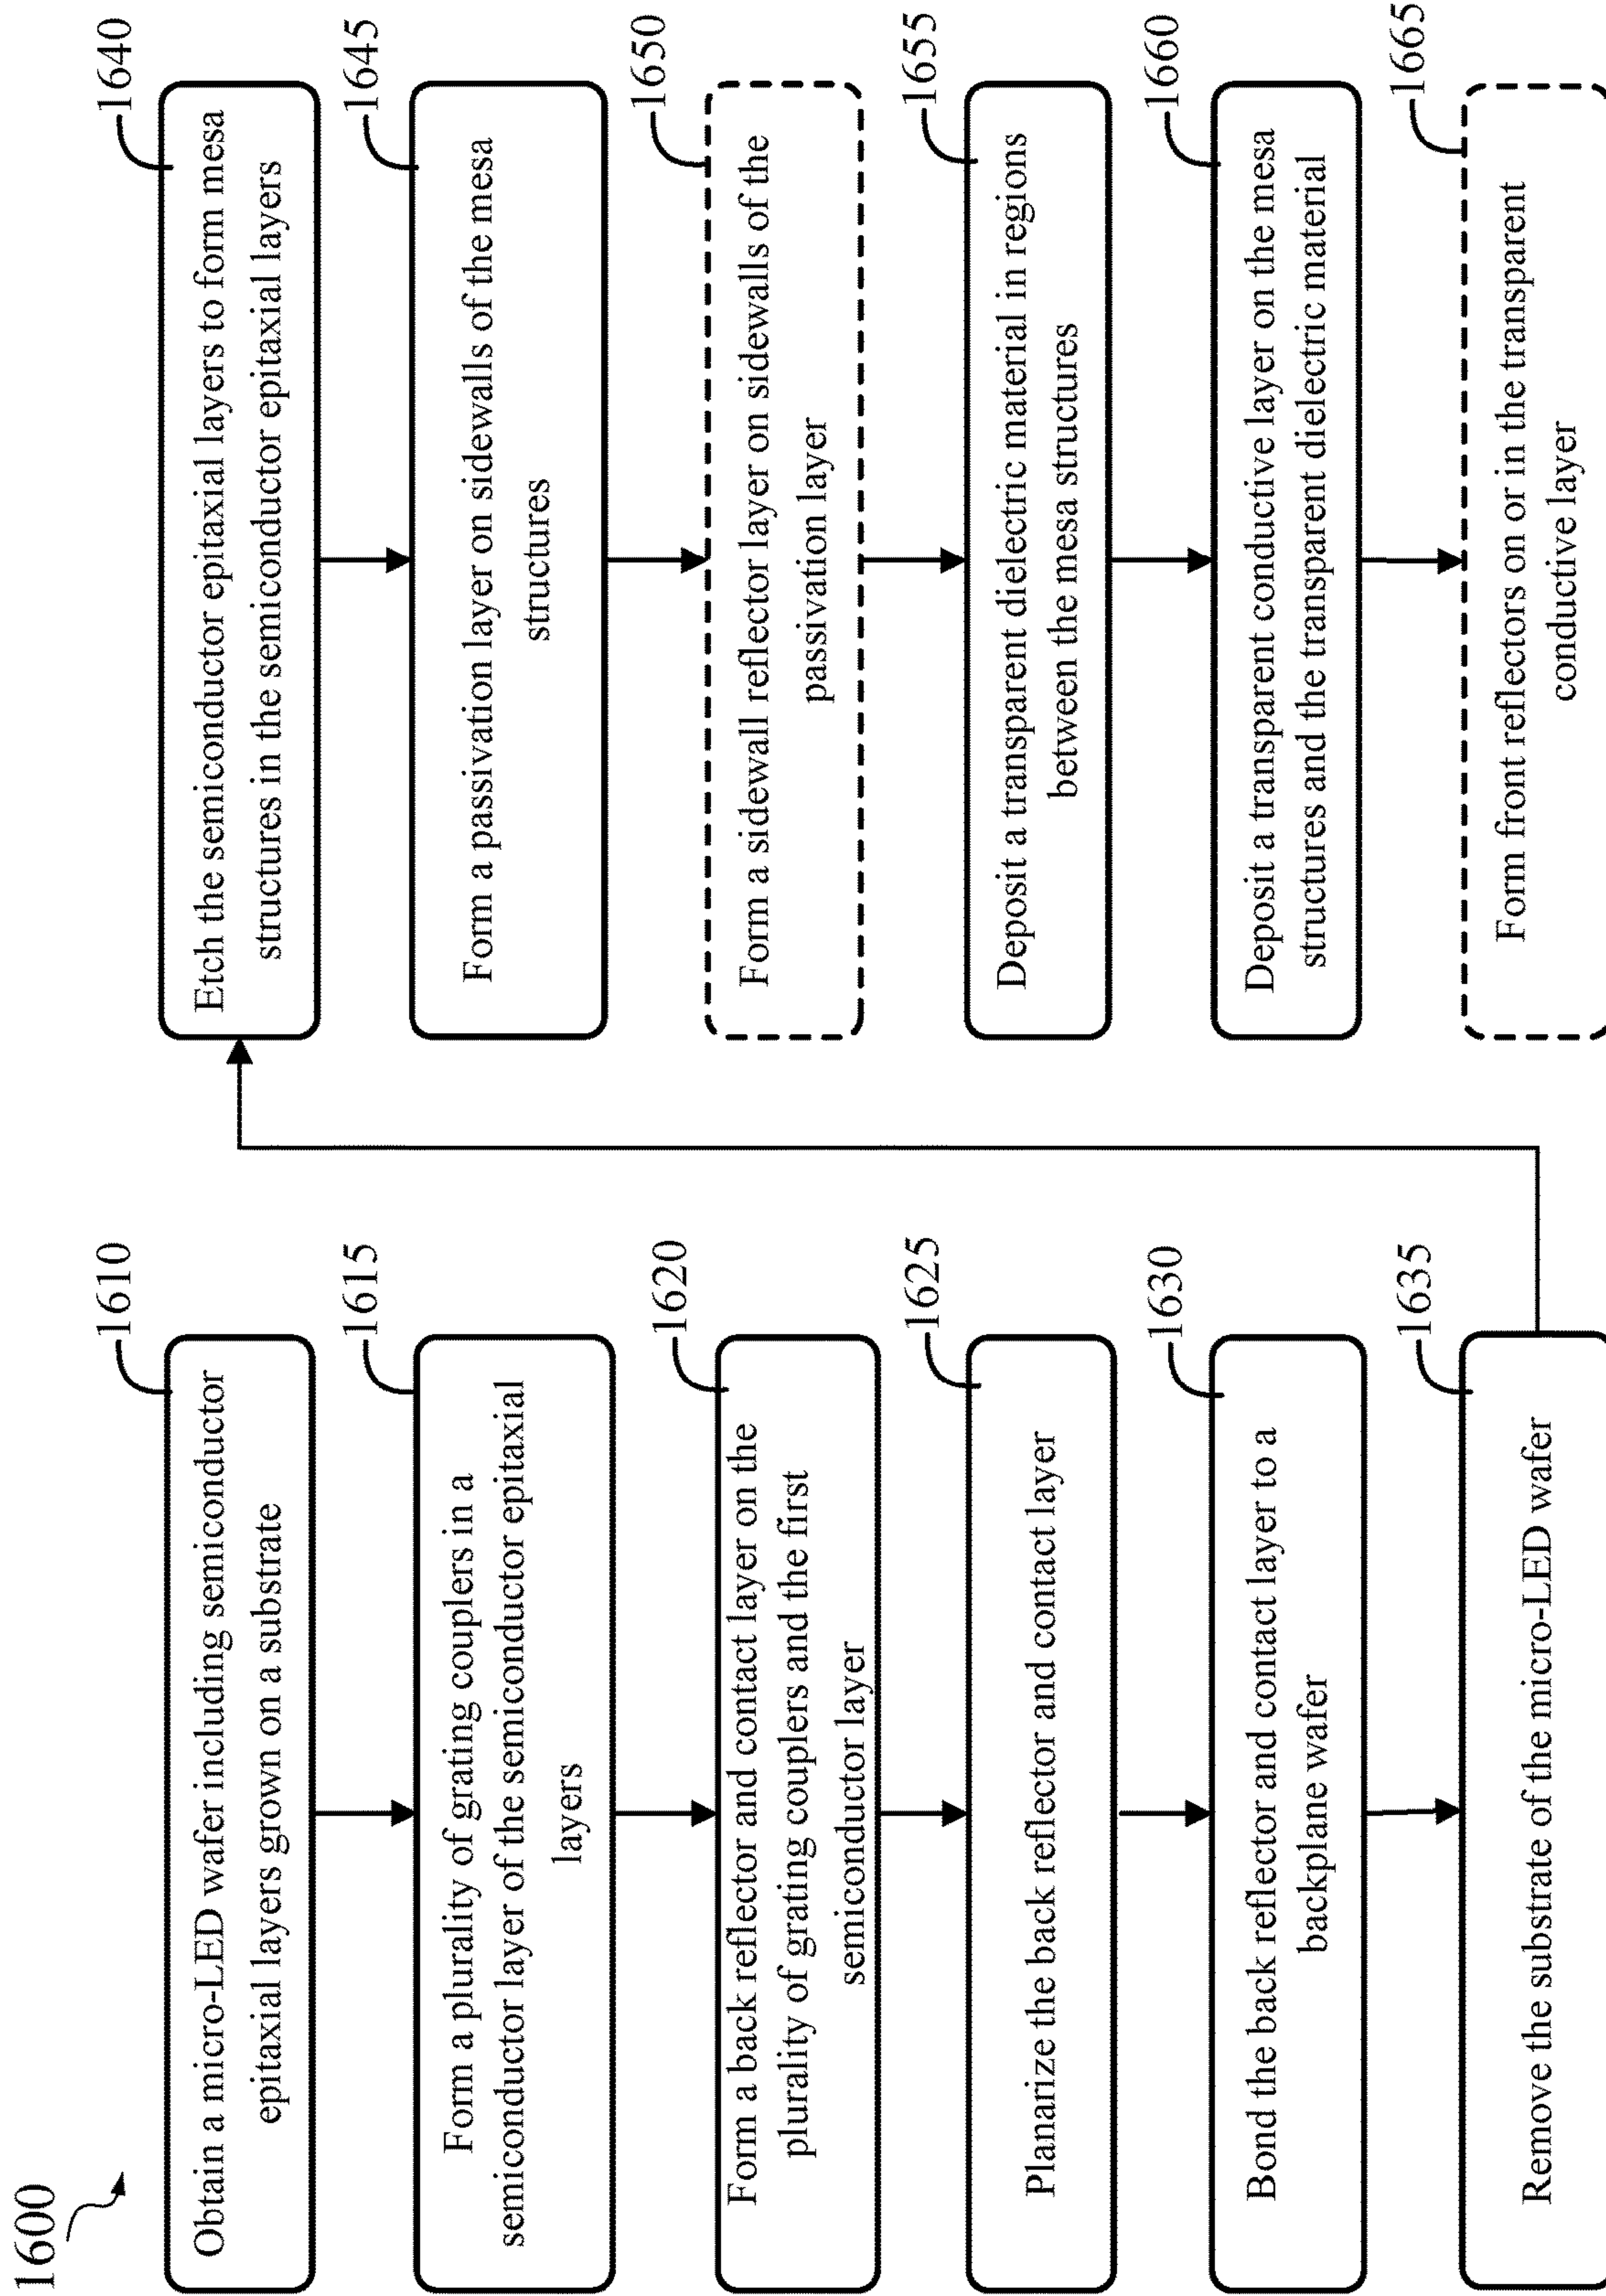 1600
1610
Obtain a micro-LED wafer including semiconductor
epitaxial layers grown on a substrate
1615
Form a plurality of grating couplers in a
semiconductor layer of the semiconductor epitaxial
layers
1620
Form a back reflector and contact layer on the
plurality of grating couplers and the first
semiconductor layer
1625
Planarize the back reflector and contact layer
1630
Bond the back reflector and contact layer to a
backplane wafer
1635
Remove the substrate of the micro-LED wafer
1640
Etch the semiconductor epitaxial layers to form mesa
structures in the semiconductor epitaxial layers
1645
Form a passivation layer on sidewalls of the mesa
structures
1650
Form a sidewall reflector layer on sidewalls of the
passivation layer
1655
Deposit a transparent dielectric material in regions
between the mesa structures
1660
Deposit a transparent conductive layer on the mesa
structures and the transparent dielectric material
1665
Form front reflectors on or in the transparent
conductive layer